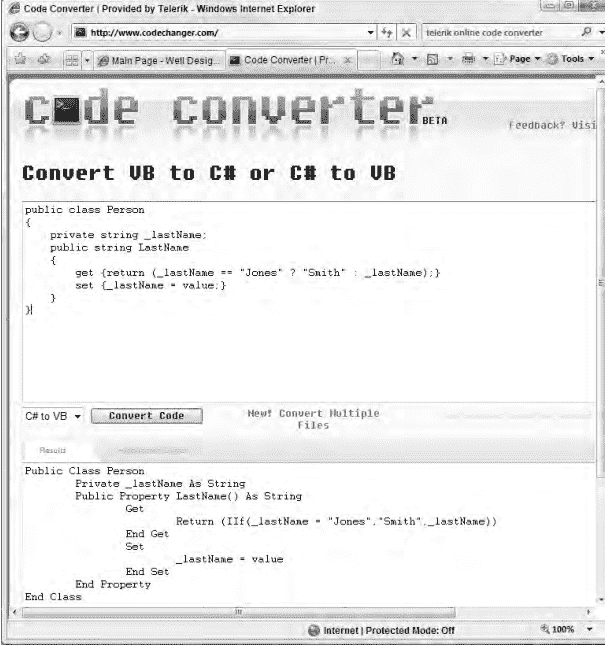 Code Converter | Provided by Telerik - Windows Internet Explorer
http://www.codechanger.com/
telerik online code converter
Main Page - Well Desig...
Code Converter | Pr...
Page
Tools
code converter BETA
Feedback? Visi
Convert VB to C# or C# to VB
public class Person
{
private string _lastName;
public string LastName
{
get {return (_lastName == "Jones" ? "Smith" : _lastName);}
set {_lastName = value;}
}
}
C# to VB
Convert Code
New! Convert Multiple
Files
Results
Public Class Person
Private _lastName As String
Public Property LastName() As String
Get
Return (IIf(_lastName = "Jones","Smith",_lastName))
End Get
Set
_lastName = value
End Set
End Property
End Class
Internet | Protected Mode: Off
100%